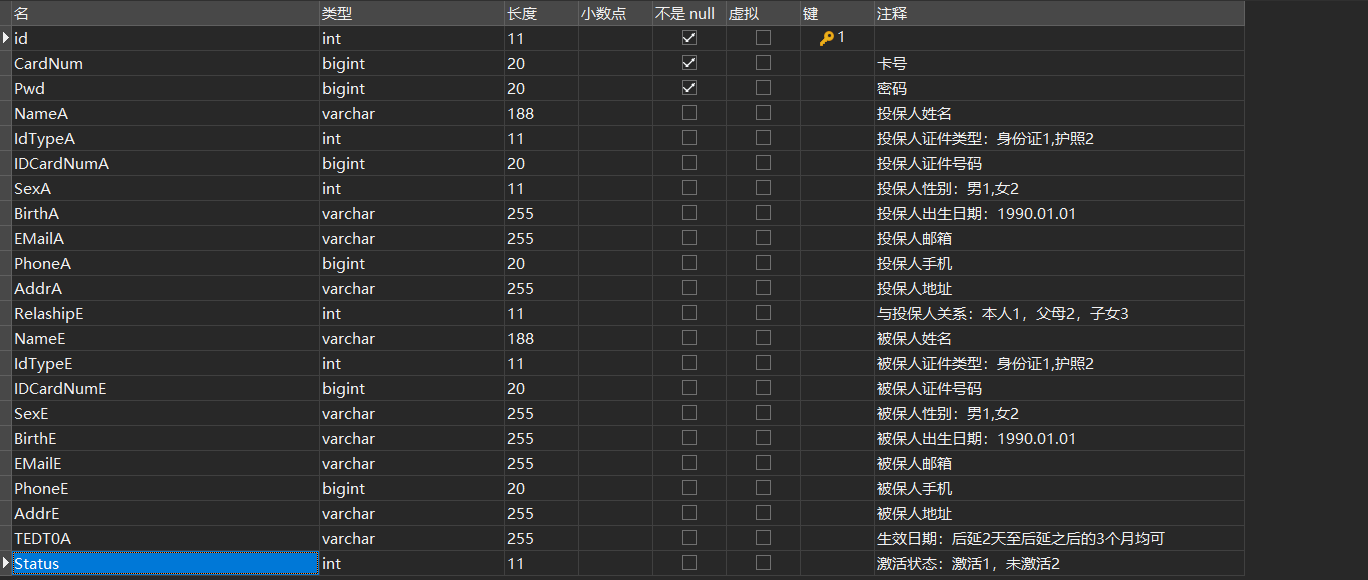 名 类型 长度 小数点 不是 null 虚拟 键 注释
id int 11 1
CardNum bigint 20 卡号
Pwd bigint 20 密码
NameA varchar 188 投保人姓名
IdTypeA int 11 投保人证件类型：身份证1,护照2
IDCardNumA bigint 20 投保人证件号码
SexA int 11 投保人性别：男1,女2
BirthA varchar 255 投保人出生日期：1990.01.01
EMailA varchar 255 投保人邮箱
PhoneA bigint 20 投保人手机
AddrA varchar 255 投保人地址
RelashipE int 11 与投保人关系：本人1，父母2，子女3
NameE varchar 188 被保人姓名
IdTypeE int 11 被保人证件类型：身份证1,护照2
IDCardNumE bigint 20 被保人证件号码
SexE varchar 255 被保人性别：男1,女2
BirthE varchar 255 被保人出生日期：1990.01.01
EMailE varchar 255 被保人邮箱
PhoneE bigint 20 被保人手机
AddrE varchar 255 被保人地址
TEDT0A varchar 255 生效日期：后延2天至后延之后的3个月均可
Status int 11 激活状态：激活1，未激活2